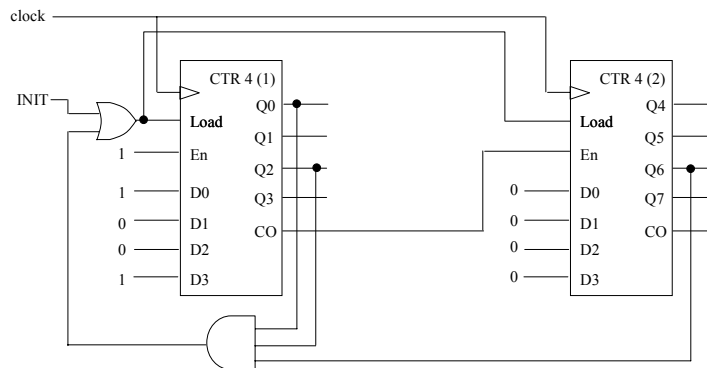 clock
INIT
CTR 4 (1)
Load
En
D0
D1
D2
D3
Q0
Q1
Q2
Q3
CO
1
1
0
0
1
CTR 4 (2)
Load
En
D0
D1
D2
D3
Q4
Q5
Q6
Q7
CO
0
0
0
0